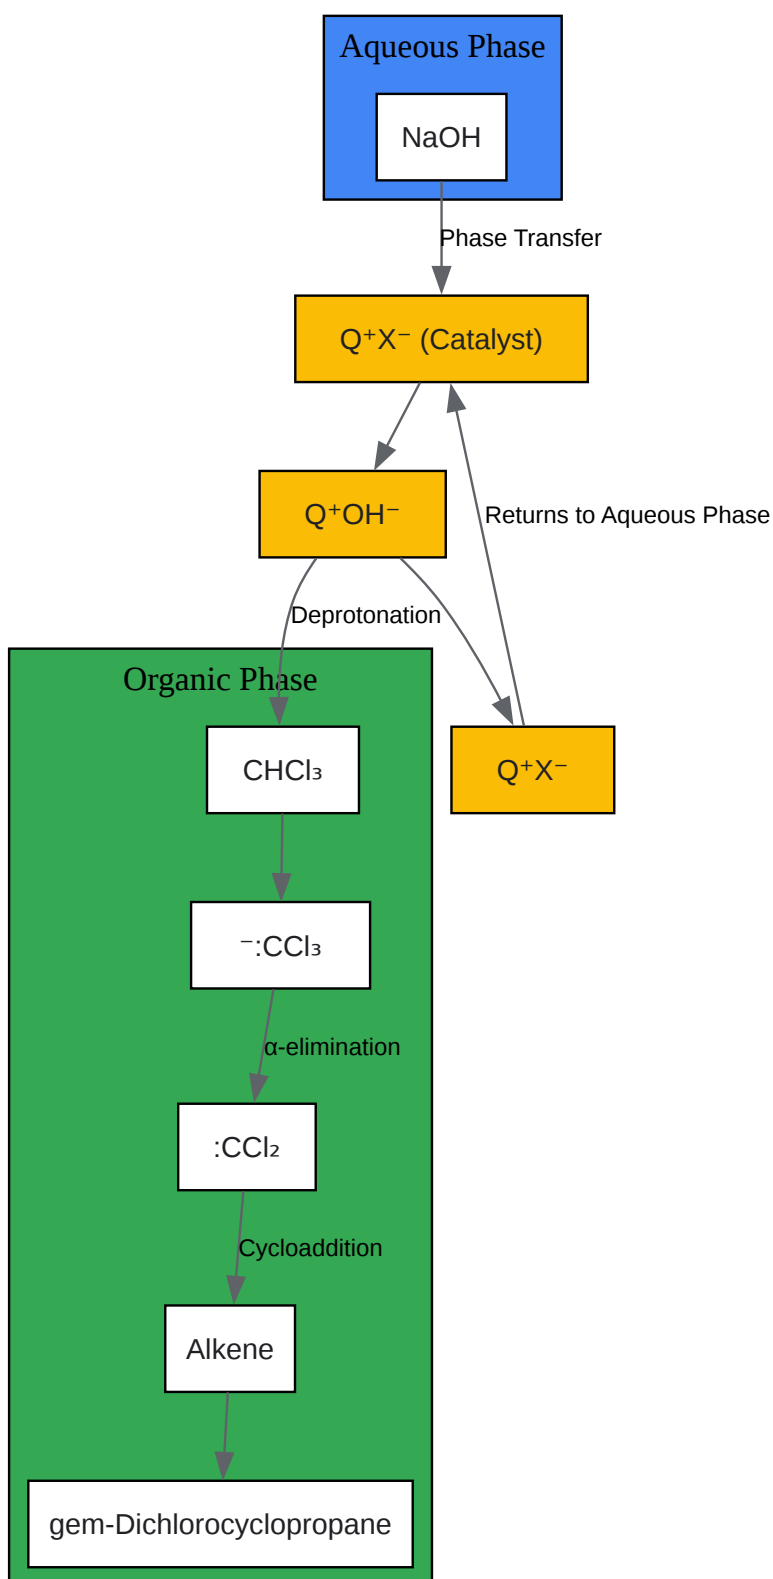 Aqueous Phase
NaOH
Phase Transfer
Q⁺X⁻ (Catalyst)
Q⁺OH⁻
Returns to Aqueous Phase
Deprotonation
Organic Phase
CHCl₃
Q⁺X⁻
⁻:CCl₃
α-elimination
:CCl₂
Cycloaddition
Alkene
gem-Dichlorocyclopropane